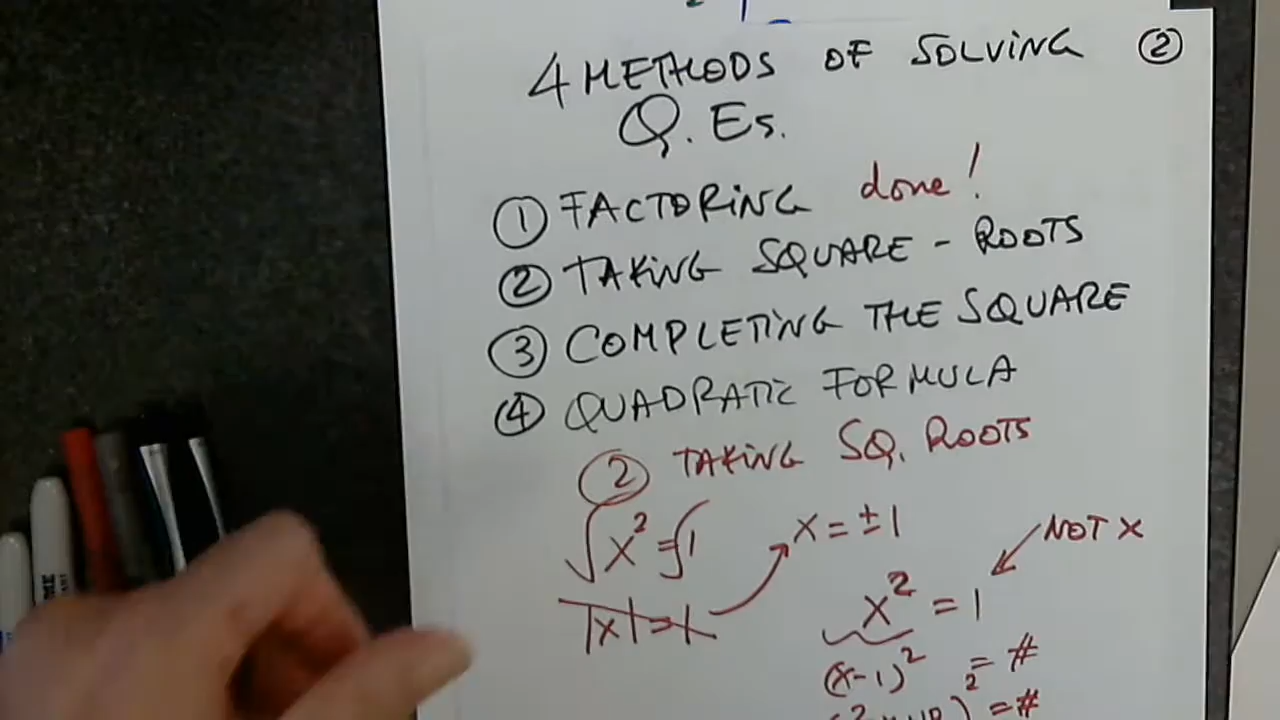 4 METHODS OF SOLVING ②
Q. Es.
① FACTORING done!
② TAKING SQUARE - ROOTS
③ COMPLETING THE SQUARE
④ QUADRATIC FORMULA
② TAKING SQ. ROOTS
√x² = √1
x = ±1
NOT x
|x| = 1
x² = 1
(x-1)² = #
)² = #